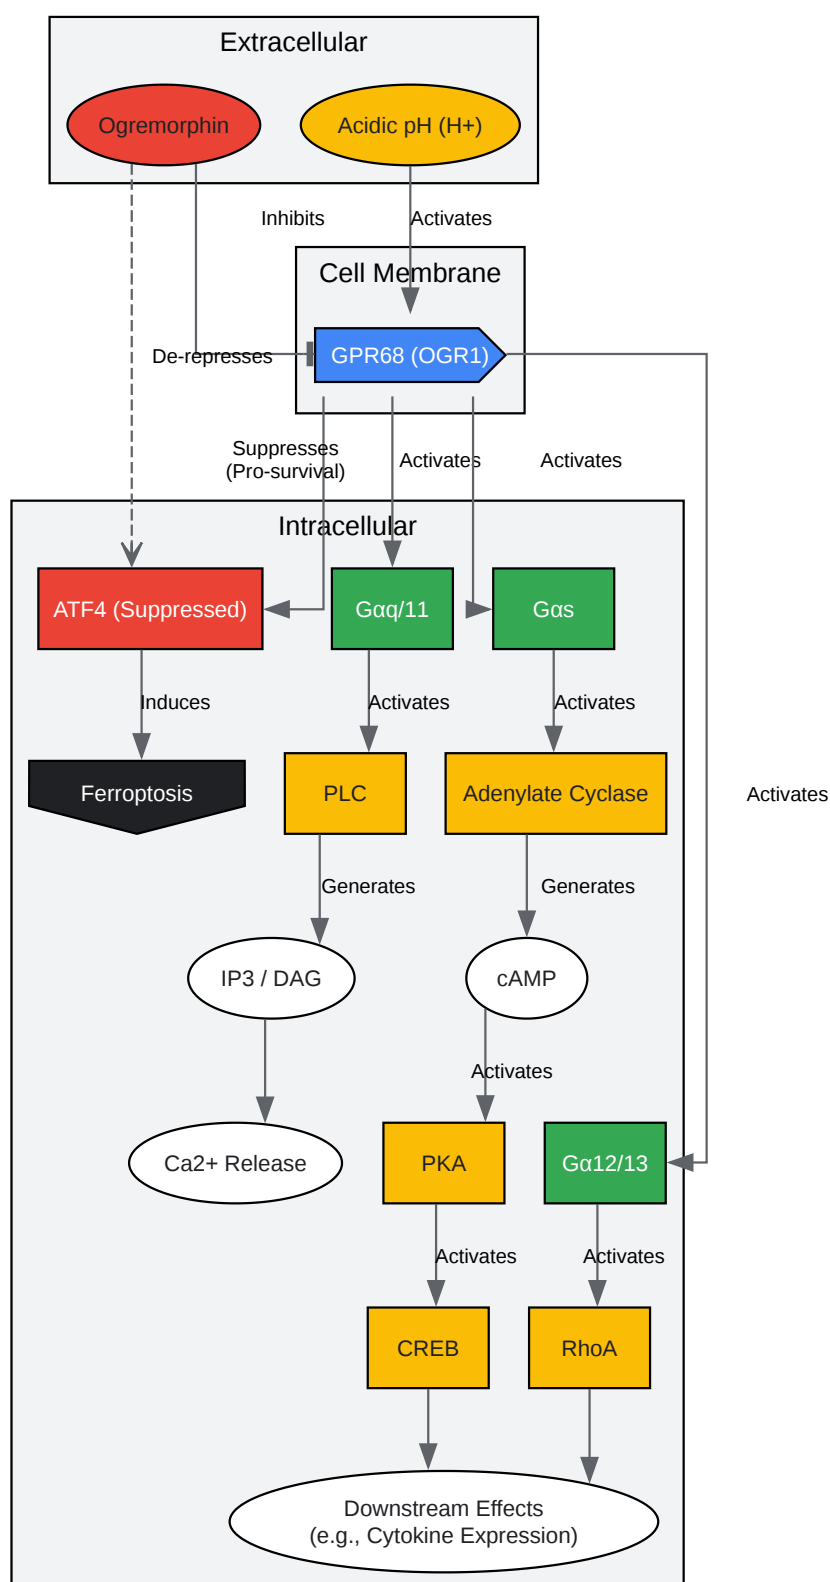 Extracellular
Ogremorphin
Acidic pH (H+)
Inhibits
Activates
Cell Membrane
De-represses
GPR68 (OGR1)
Suppresses
(Pro-survival)
Activates
Activates
Intracellular
ATF4 (Suppressed)
Gαq/11
Gαs
Induces
Activates
Activates
Ferroptosis
PLC
Adenylate Cyclase
Activates
Generates
Generates
IP3 / DAG
cAMP
Activates
Ca2+ Release
PKA
Gα12/13
Activates
Activates
CREB
RhoA
Downstream Effects
(e.g., Cytokine Expression)